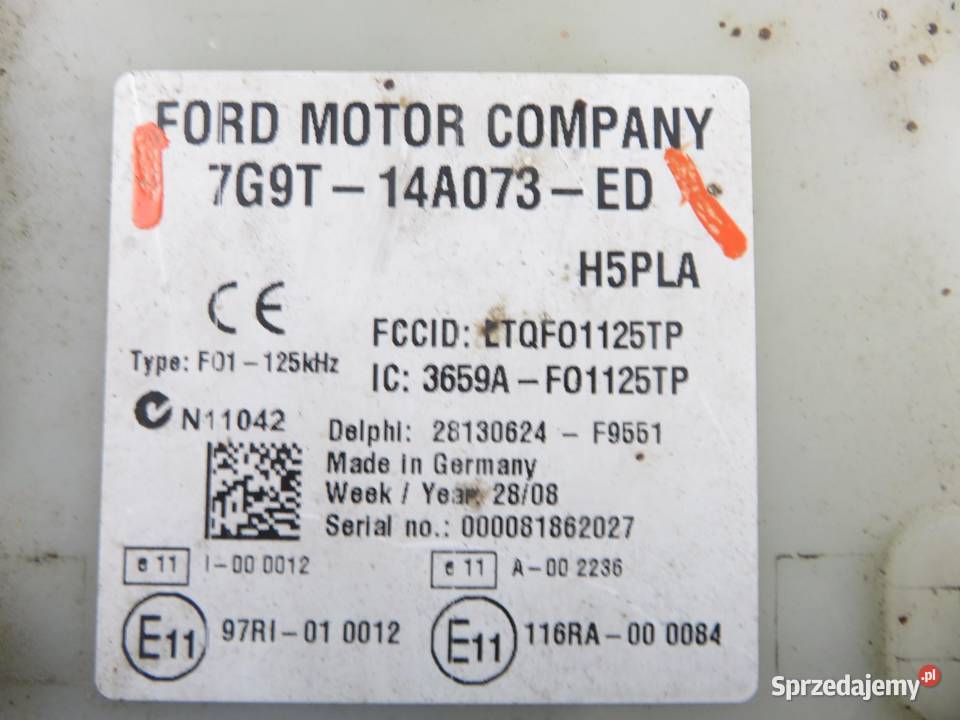 FORD MOTOR COMPANY
7G9T-14A073-ED
H5PLA
CE
FCCID: LTQFO1125TP
Type: F01-125kHz
IC: 3659A-FO1125TP
N11042
Delphi: 28130624 - F9551
Made in Germany
Week / Year: 28/08
Serial no.: 000081862027
e 11 I-00 0012 e 11 A-00 2236
E11 97RI-01 0012 E11 116RA-00 0084
Sprzedajemy.pl